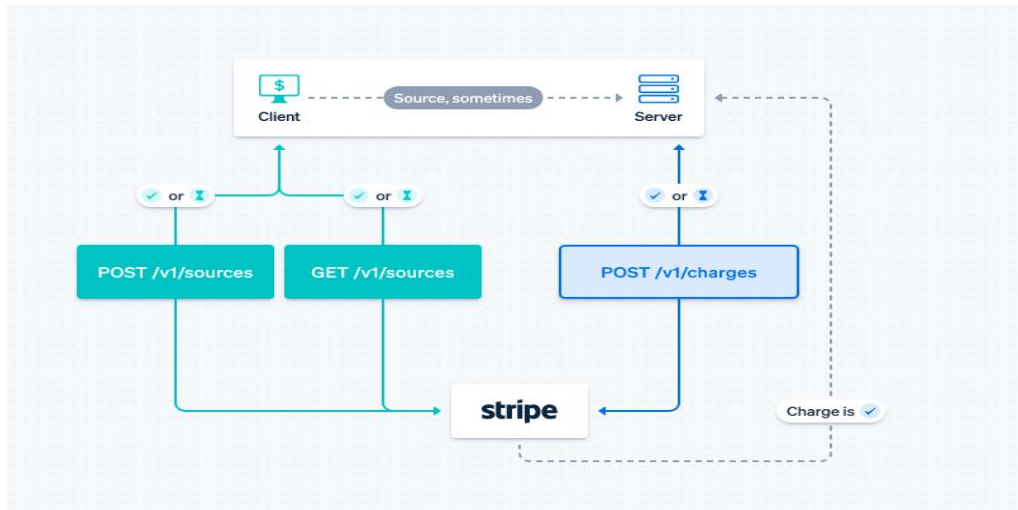 $
Source, sometimes
Client
Server
or
or
or
POST /v1/sources
GET /v1/sources
POST /v1/charges
stripe
Charge is